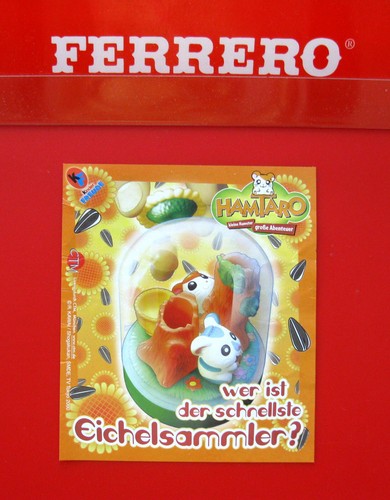 FERRERO®
HAMTARO
kleine Hamster
große Abenteuer
wer ist
der schnellste
Eichelsammler?